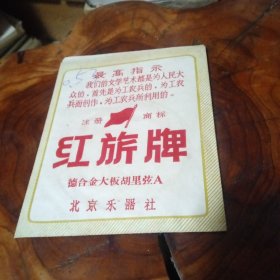 0.5
最高指示
我们的文学艺术都是为人民大
众的，首先是为工农兵的，为工农
兵而创作，为工农兵所利用的。
注册 商标
红旗牌
德合金大板胡里弦A
北京乐器社